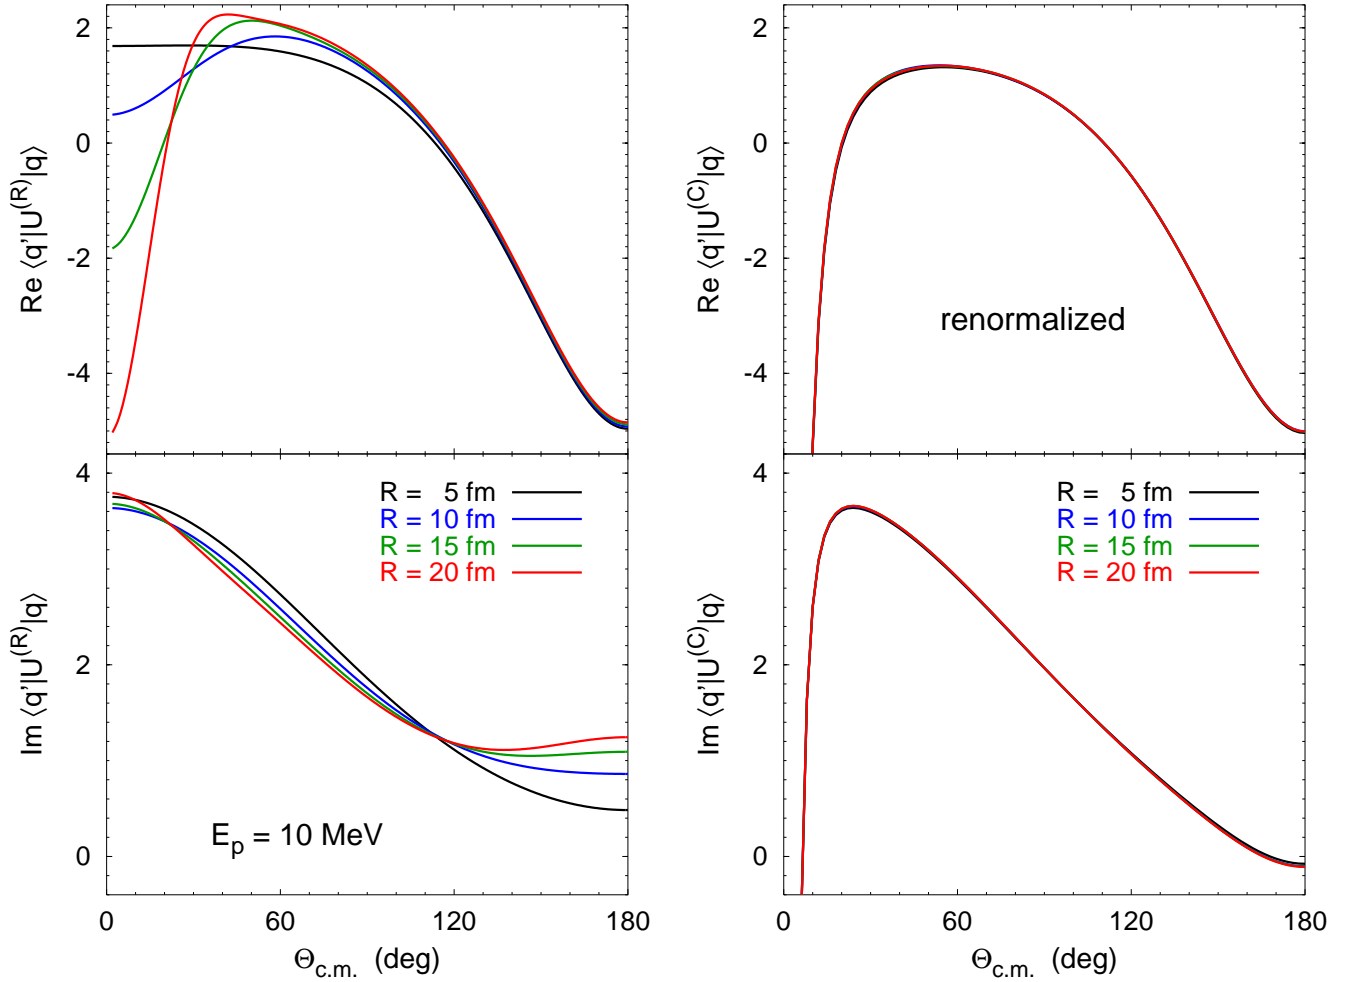 Re ⟨q'|U^(R)|q⟩
2
0
-2
-4
Re ⟨q'|U^(C)|q⟩
2
0
-2
-4
renormalized
Im ⟨q'|U^(R)|q⟩
4
2
0
R = 5 fm
R = 10 fm
R = 15 fm
R = 20 fm
E_p = 10 MeV
0 60 120 180
Θ_c.m. (deg)
Im ⟨q'|U^(C)|q⟩
4
2
0
R = 5 fm
R = 10 fm
R = 15 fm
R = 20 fm
0 60 120 180
Θ_c.m. (deg)